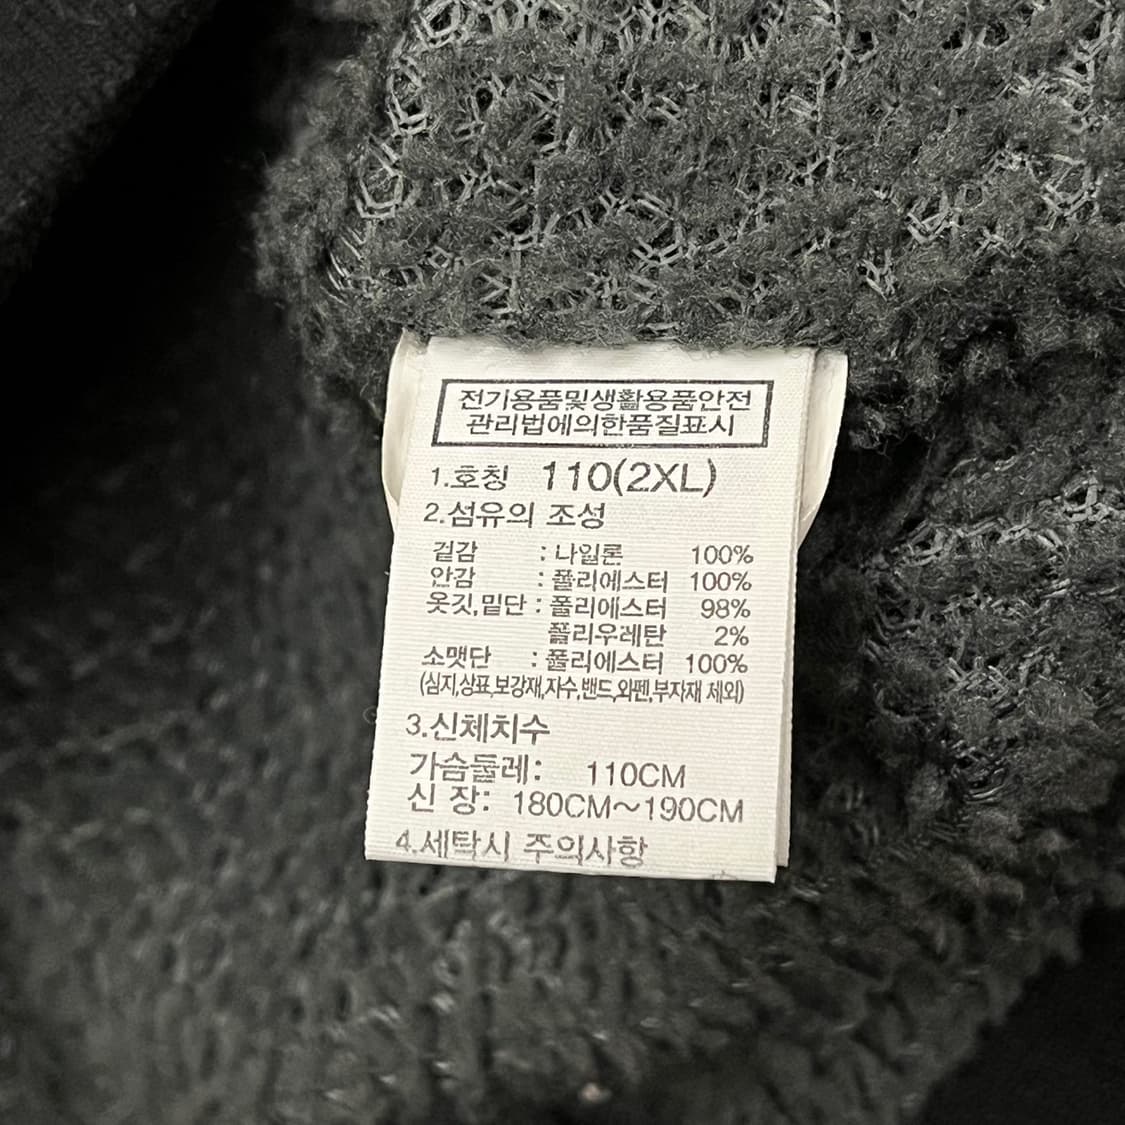 전기용품및생활용품안전
관리법에의한품질표시
1.호칭 110(2XL)
2.섬유의 조성
겉감 : 나일론 100%
안감 : 폴리에스터 100%
옷깃,밑단 : 폴리에스터 98%
폴리우레탄 2%
소맷단 : 폴리에스터 100%
(심지,상표,보강재,자수,밴드,와펜,부자재 제외)
3.신체치수
가슴둘레: 110CM
신 장: 180CM~190CM
4.세탁시 주의사항